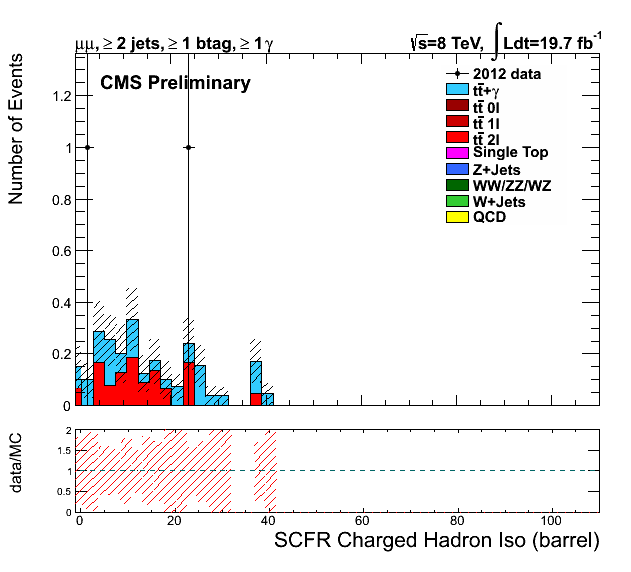 μμ, ≥ 2 jets, ≥ 1 btag, ≥ 1γ
√s=8 TeV, ∫ Ldt=19.7 fb⁻¹
CMS Preliminary
2012 data
tt̄+γ
tt̄ 0l
tt̄ 1l
tt̄ 2l
Single Top
Z+Jets
WW/ZZ/WZ
W+Jets
QCD
Number of Events
1.2
1
0.8
0.6
0.4
0.2
0
data/MC
2
1.5
1
0.5
0
0 20 40 60 80 100
SCFR Charged Hadron Iso (barrel)